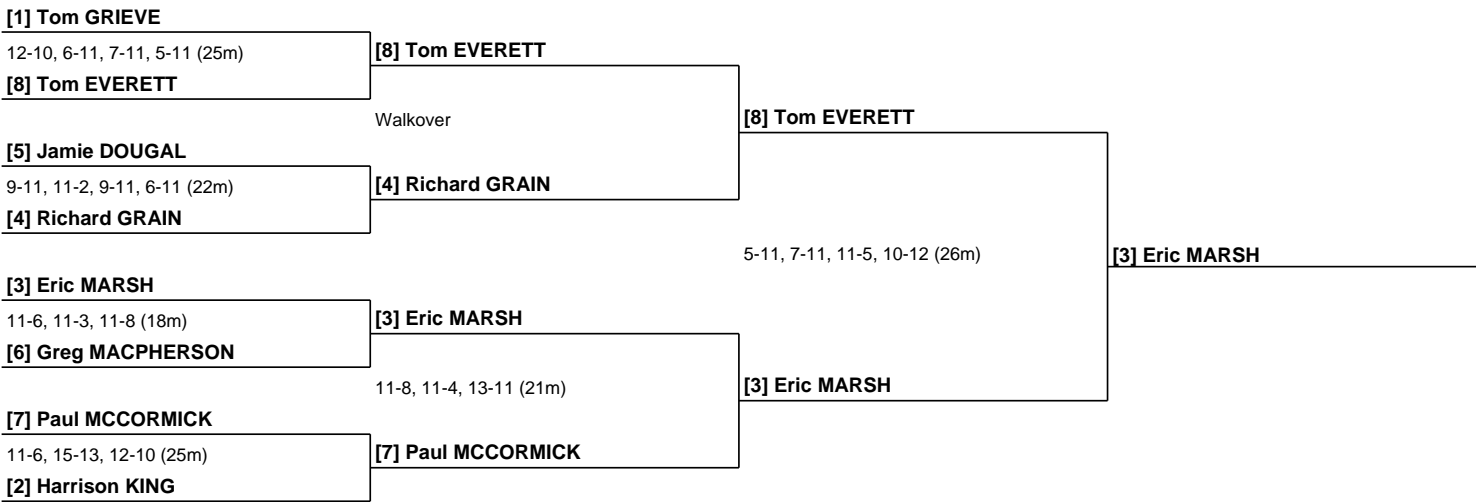 [1] Tom GRIEVE
12-10, 6-11, 7-11, 5-11 (25m)
[8] Tom EVERETT
[8] Tom EVERETT
Walkover
[8] Tom EVERETT
[5] Jamie DOUGAL
9-11, 11-2, 9-11, 6-11 (22m)
[4] Richard GRAIN
[4] Richard GRAIN
5-11, 7-11, 11-5, 10-12 (26m)
[3] Eric MARSH
[3] Eric MARSH
11-6, 11-3, 11-8 (18m)
[3] Eric MARSH
[6] Greg MACPHERSON
11-8, 11-4, 13-11 (21m)
[3] Eric MARSH
[7] Paul MCCORMICK
11-6, 15-13, 12-10 (25m)
[7] Paul MCCORMICK
[2] Harrison KING